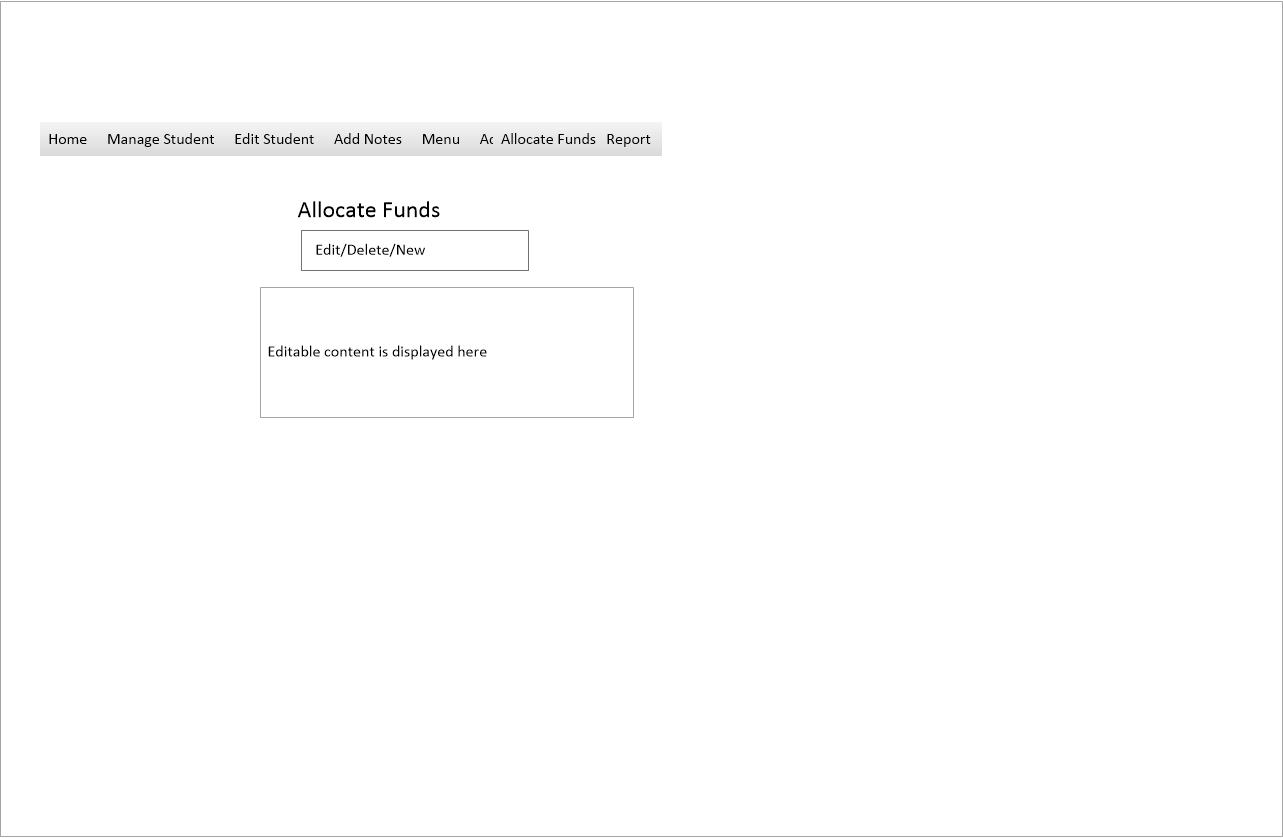 Home Manage Student Edit Student Add Notes Menu Allocate Funds Report
Allocate Funds
Edit/Delete/New
Editable content is displayed here